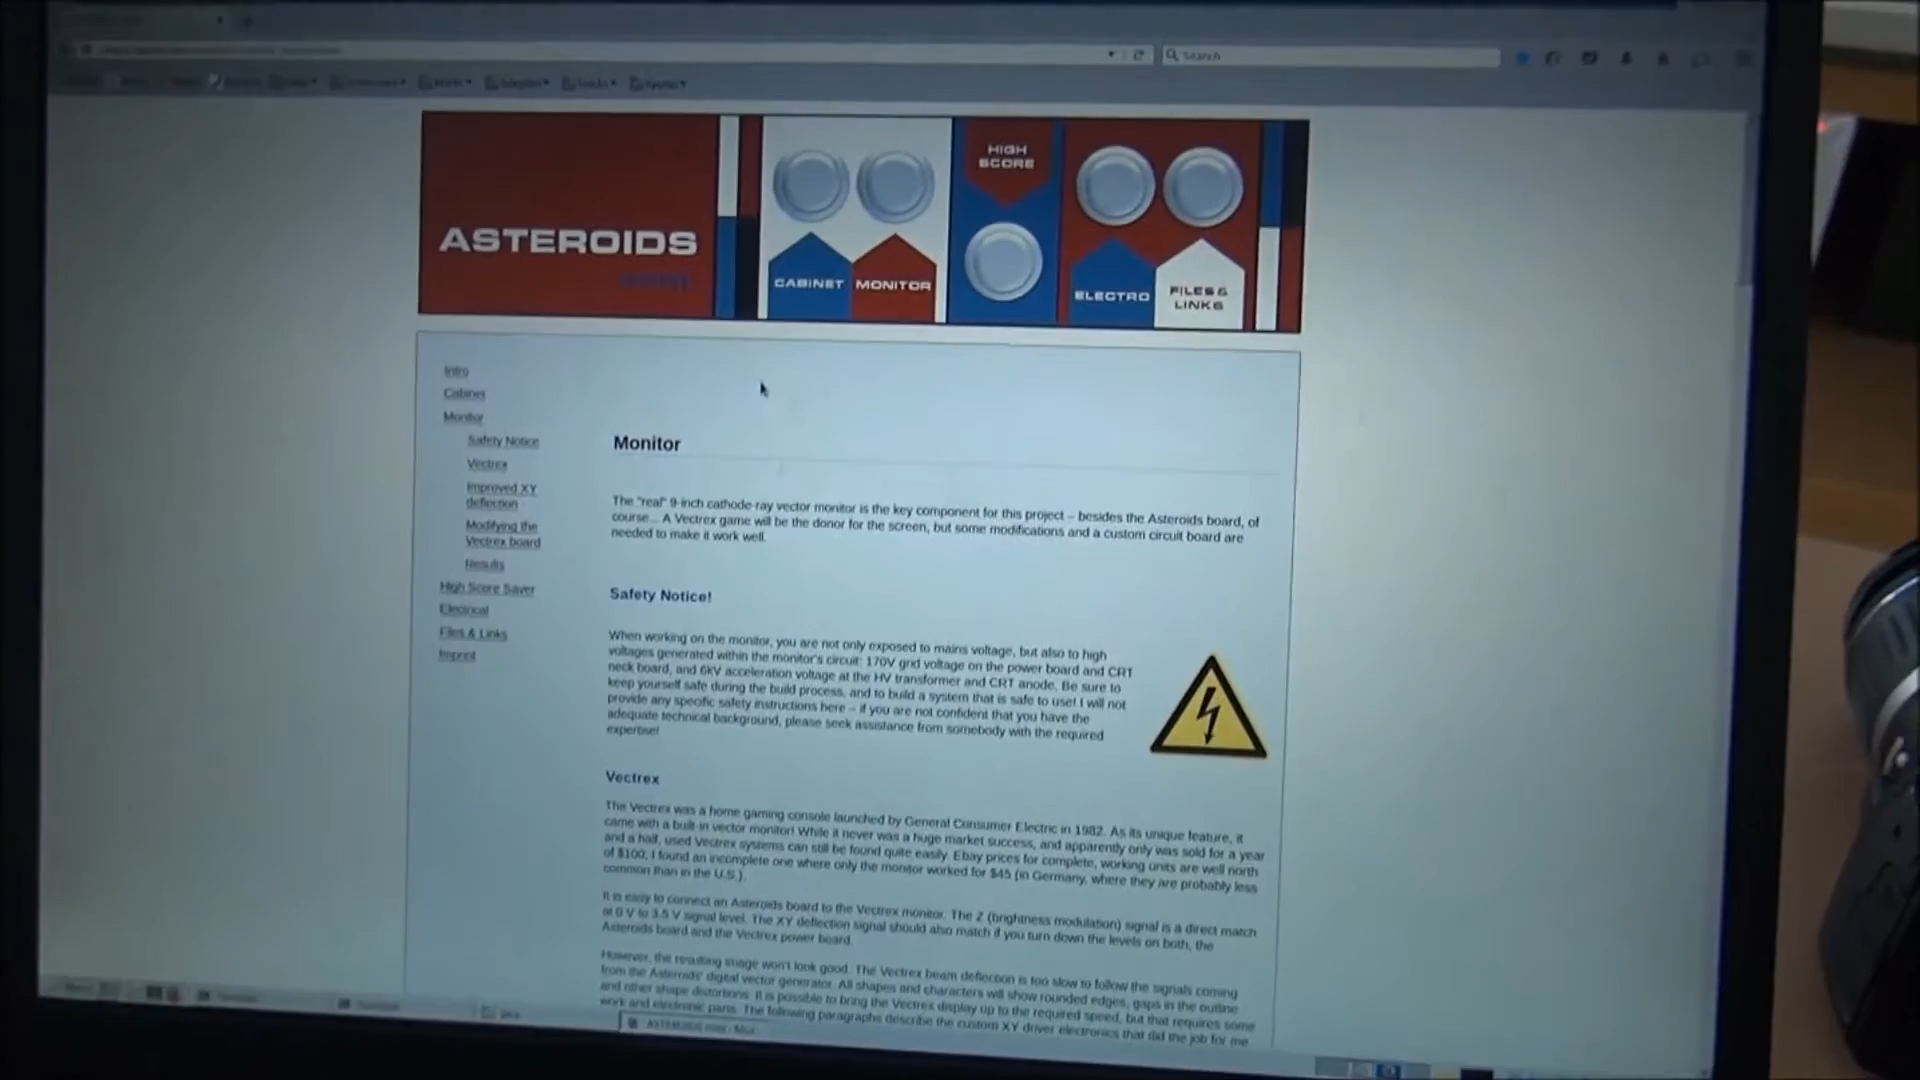 Search
ASTEROIDS
CABINET
MONITOR
HIGH
SCORE
ELECTRO
FILES &
LINKS
Intro
Cabinet
Monitor
Safety Notice
Vectrex
Improved XY
deflection
Modifying the
Vectrex board
Results
High Score Saver
Electrical
Files & Links
Imprint
Monitor
The "real" 9-inch cathode-ray vector monitor is the key component for this project – besides the Asteroids board, of
course... A Vectrex game will be the donor for the screen, but some modifications and a custom circuit board are
needed to make it work well.
Safety Notice!
When working on the monitor, you are not only exposed to mains voltage, but also to high
voltages generated within the monitor's circuit: 170V grid voltage on the power board and CRT
neck board, and 6kV acceleration voltage at the HV transformer and CRT anode. Be sure to
keep yourself safe during the build process, and to build a system that is safe to use! I will not
provide any specific safety instructions here – if you are not confident that you have the
adequate technical background, please seek assistance from somebody with the required
expertise!
Vectrex
The Vectrex was a home gaming console launched by General Consumer Electric in 1982. As its unique feature, it
came with a built-in vector monitor! While it never was a huge market success, and apparently only was sold for a year
and a half, used Vectrex systems can still be found quite easily. Ebay prices for complete, working units are well north
of $100; I found an incomplete one where only the monitor worked for $45 (in Germany, where they are probably less
common than in the U.S.).
It is easy to connect an Asteroids board to the Vectrex monitor. The Z (brightness modulation) signal is a direct match
at 0 V to 3.5 V signal level. The XY deflection signal should also match if you turn down the levels on both, the
Asteroids board and the Vectrex power board.
However, the resulting image won't look good. The Vectrex beam deflection is too slow to follow the signals coming
from the Asteroids' digital vector generator. All shapes and characters will show rounded edges, gaps in the outline
and other shape distortions. It is possible to bring the Vectrex display up to the required speed, but that requires some
work and electronic parts. The following paragraphs describe the custom XY driver electronics that did the job for me